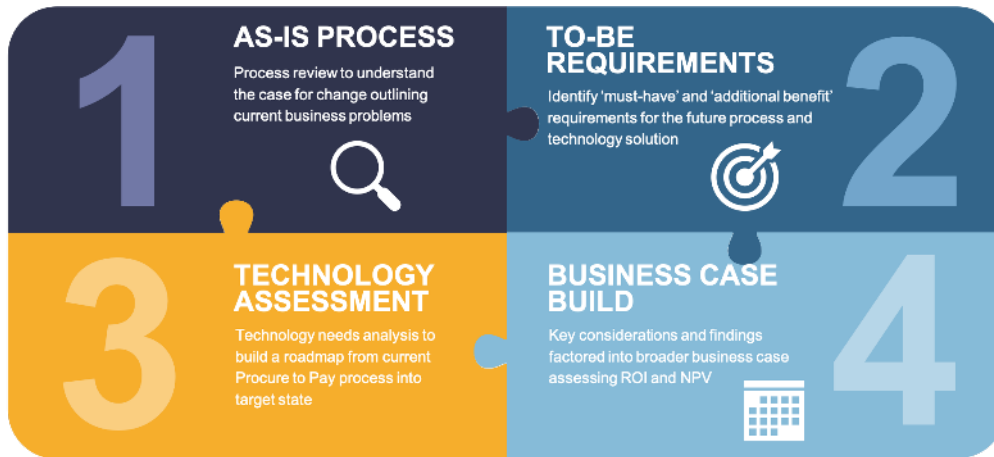 1
AS-IS PROCESS
Process review to understand
the case for change outlining
current business problems
TO-BE
REQUIREMENTS
Identify ‘must-have’ and ‘additional benefit’
requirements for the future process and
technology solution
2
3
TECHNOLOGY
ASSESSMENT
Technology needs analysis to
build a roadmap from current
Procure to Pay process into
target state
BUSINESS CASE
BUILD
Key considerations and findings
factored into broader business case
assessing ROI and NPV
4